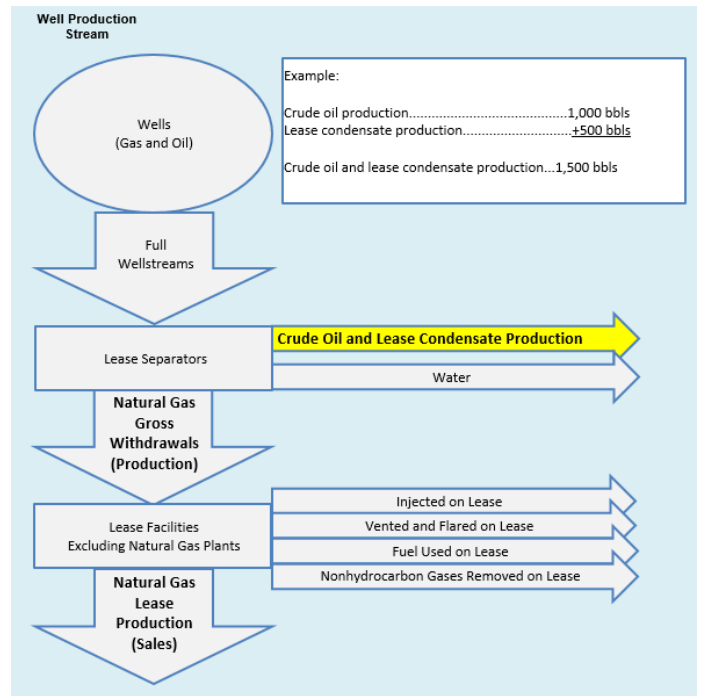 Well Production
Stream
Wells
(Gas and Oil)
Example:
Crude oil production..........................................1,000 bbls
Lease condensate production.............................+500 bbls
Crude oil and lease condensate production...1,500 bbls
Full
Wellstreams
Lease Separators
Crude Oil and Lease Condensate Production
Water
Natural Gas
Gross
Withdrawals
(Production)
Lease Facilities
Excluding Natural Gas Plants
Injected on Lease
Vented and Flared on Lease
Fuel Used on Lease
Nonhydrocarbon Gases Removed on Lease
Natural Gas
Lease
Production
(Sales)